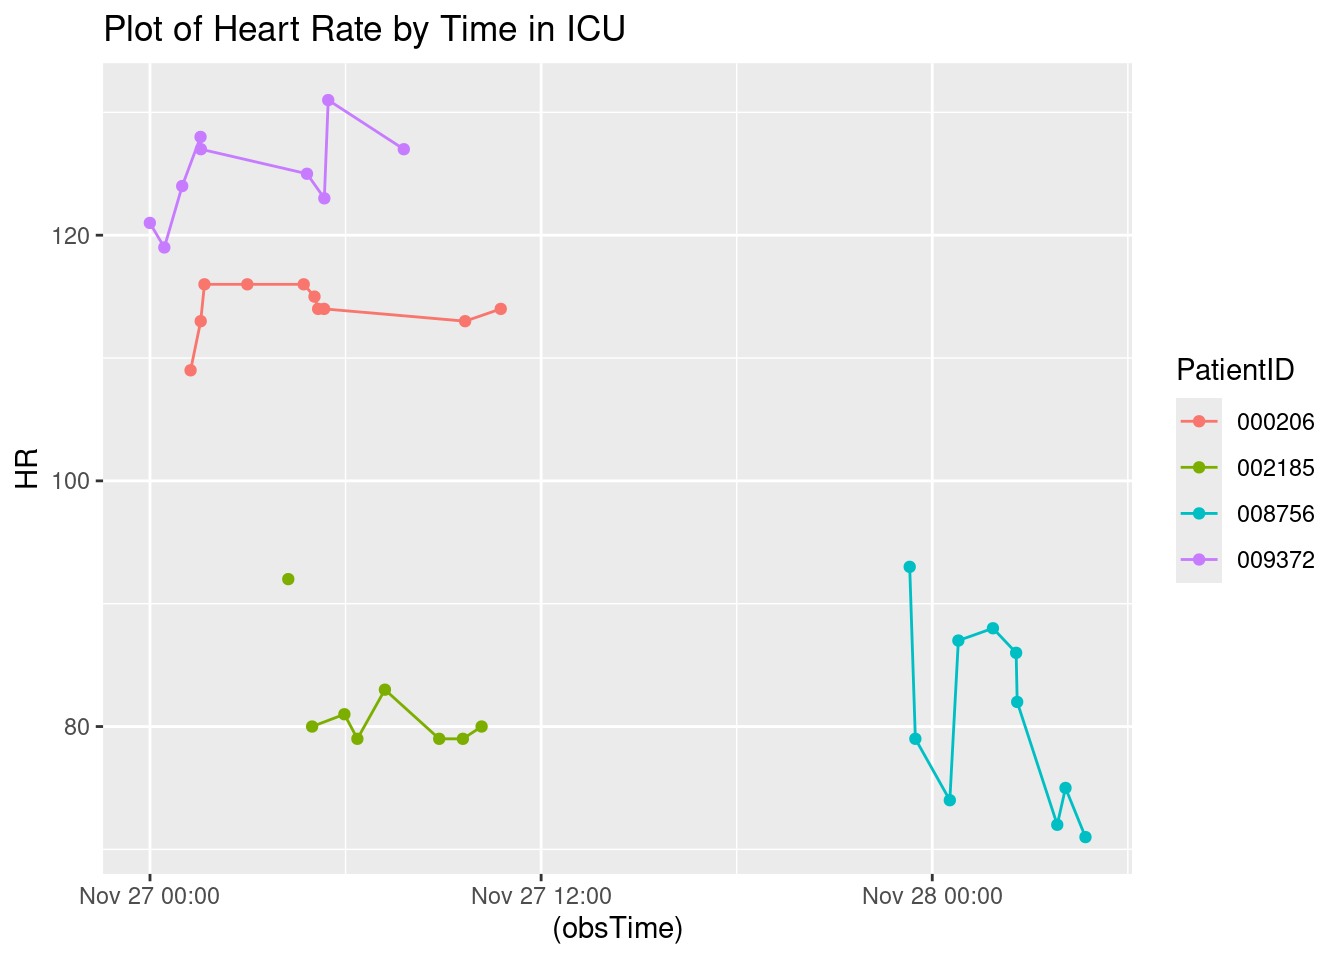 Plot of Heart Rate by Time in ICU
HR
120
100
80
Nov 27 00:00
Nov 27 12:00
Nov 28 00:00
(obsTime)
PatientID
000206
002185
008756
009372